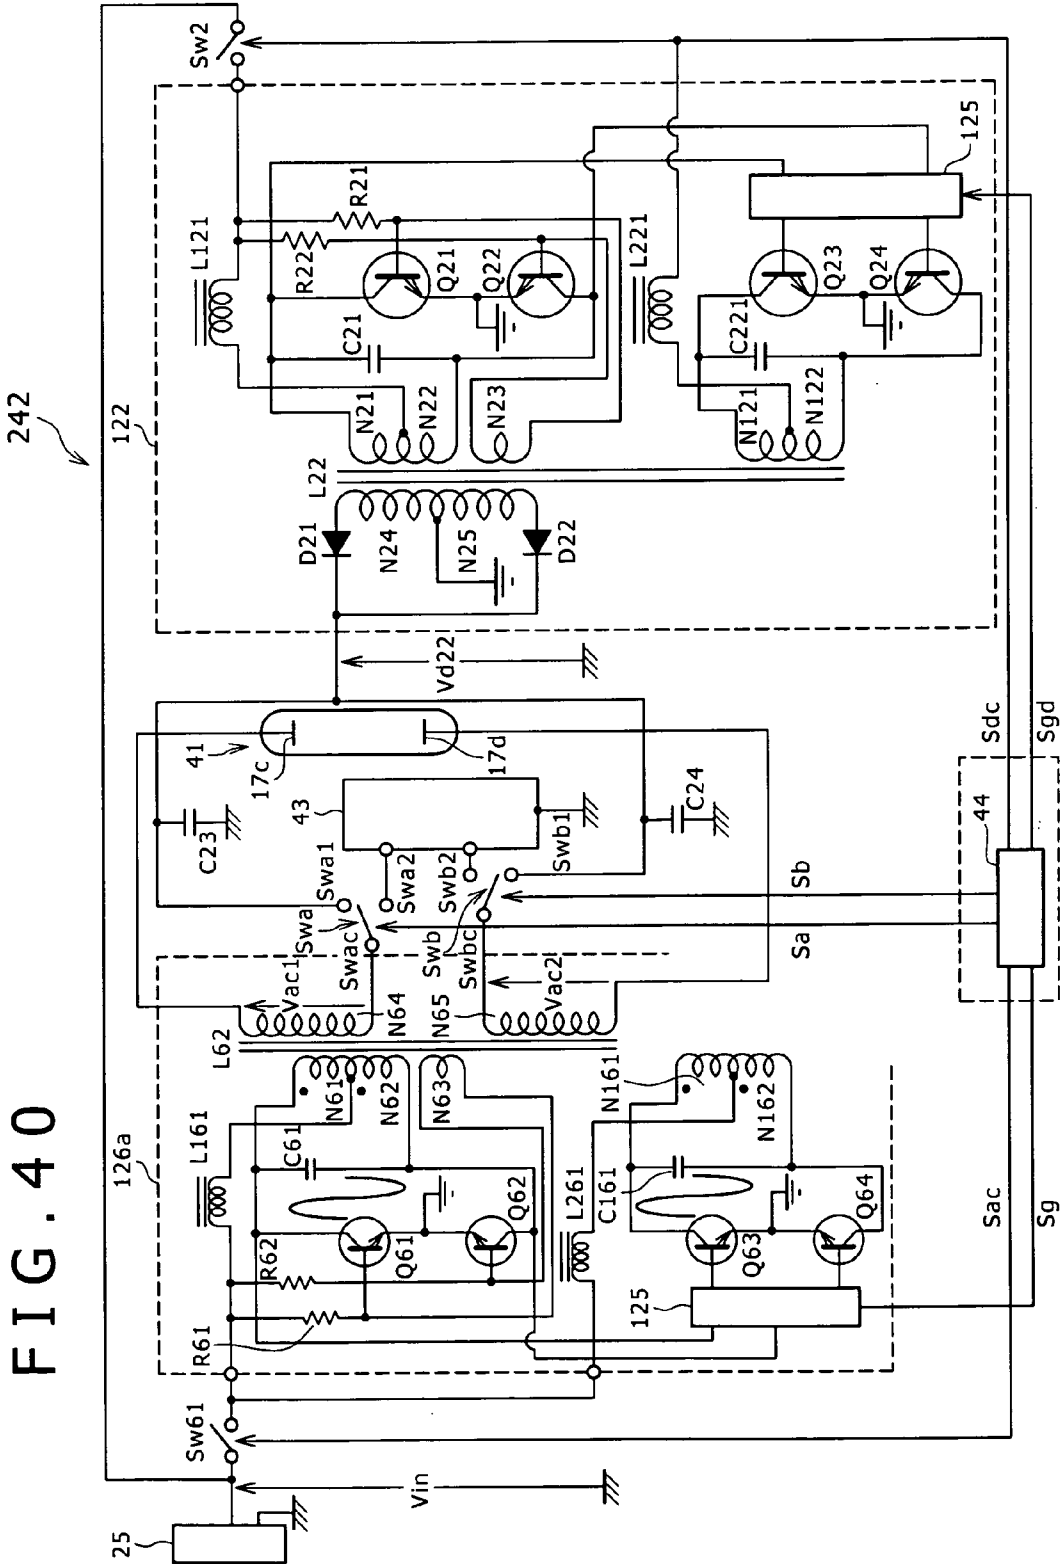 FIG. 40
242
122
126a
Sw2
L121
R21
R22
C21
Q21
Q22
L221
125
Q23
Q24
C221
N21
N22
N23
N121
N122
L22
D21
N24
N25
D22
Vd22
41
17c
17d
43
C23
C24
Swa1
Swa
Swa2
Swac
Swb2
Swb1
Swb
Swbc
Sa
Sb
Sdc
Sgd
44
Vac1
N64
N65
Vac2
L62
N61
N62
N63
N161
N162
L161
C61
R62
Q61
Q62
L261
C161
Q63
Q64
125
R61
Sac
Sg
Sw61
Vin
25